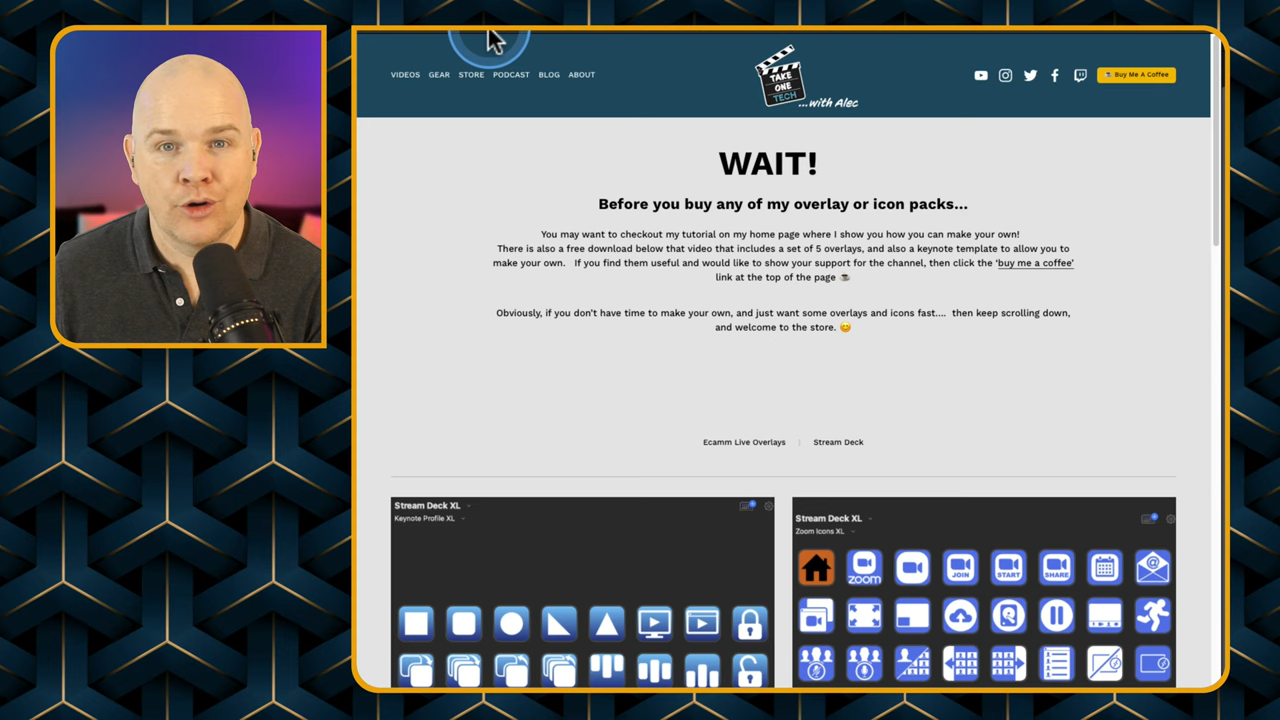 VIDEOS GEAR STORE PODCAST BLOG ABOUT
TAKE
ONE
TECH
...with Alec
Buy Me A Coffee
WAIT!
Before you buy any of my overlay or icon packs...
You may want to checkout my tutorial on my home page where I show you how you can make your own!
There is also a free download below that video that includes a set of 5 overlays, and also a keynote template to allow you to
make your own. If you find them useful and would like to show your support for the channel, then click the ‘buy me a coffee’
link at the top of the page ☕
Obviously, if you don’t have time to make your own, and just want some overlays and icons fast.... then keep scrolling down,
and welcome to the store. 😊
Ecamm Live Overlays | Stream Deck
Stream Deck XL
Keynote Profile XL
Stream Deck XL
Zoom Icons XL
ZOOM
JOIN
START
SHARE